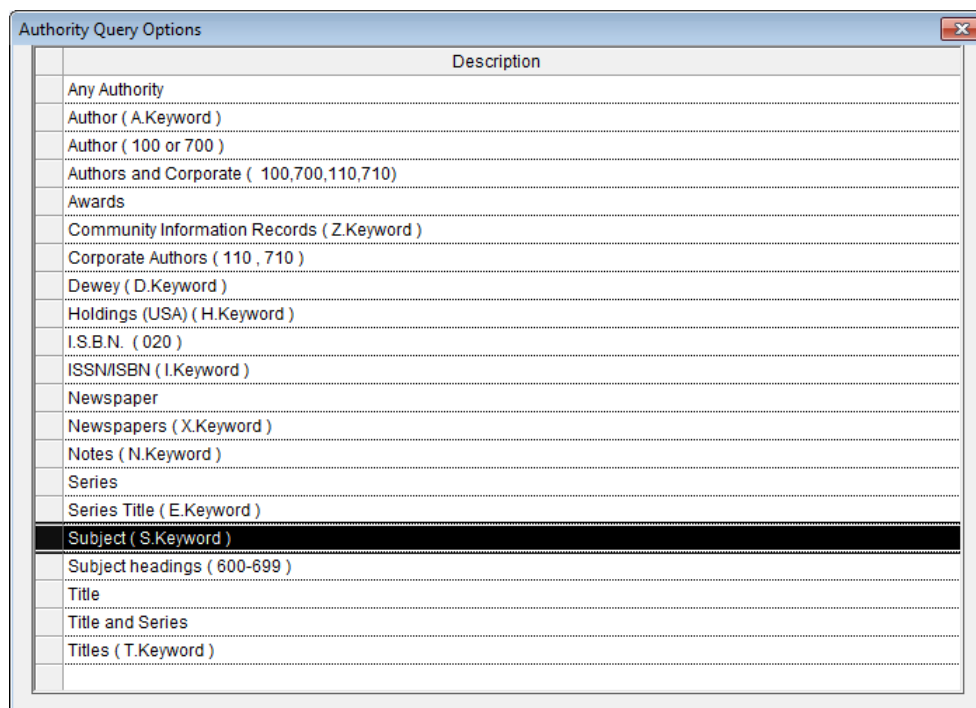 Authority Query Options
Description
Any Authority
Author ( A.Keyword )
Author ( 100 or 700 )
Authors and Corporate (  100,700,110,710)
Awards
Community Information Records ( Z.Keyword )
Corporate Authors ( 110 , 710 )
Dewey ( D.Keyword )
Holdings (USA) ( H.Keyword )
I.S.B.N.  ( 020 )
ISSN/ISBN ( I.Keyword )
Newspaper
Newspapers ( X.Keyword )
Notes ( N.Keyword )
Series
Series Title ( E.Keyword )
Subject ( S.Keyword )
Subject headings ( 600-699 )
Title
Title and Series
Titles ( T.Keyword )